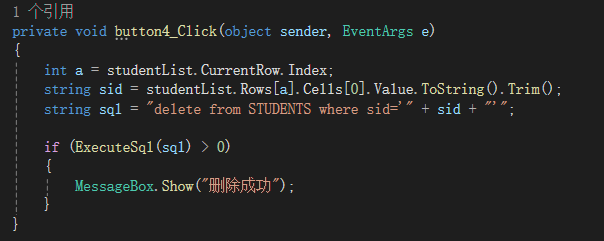 1 个引用
private void button4_Click(object sender, EventArgs e)
{
int a = studentList.CurrentRow.Index;
string sid = studentList.Rows[a].Cells[0].Value.ToString().Trim();
string sql = "delete from STUDENTS where sid='" + sid + "'";
if (ExecuteSql(sql) > 0)
{
MessageBox.Show("删除成功");
}
}